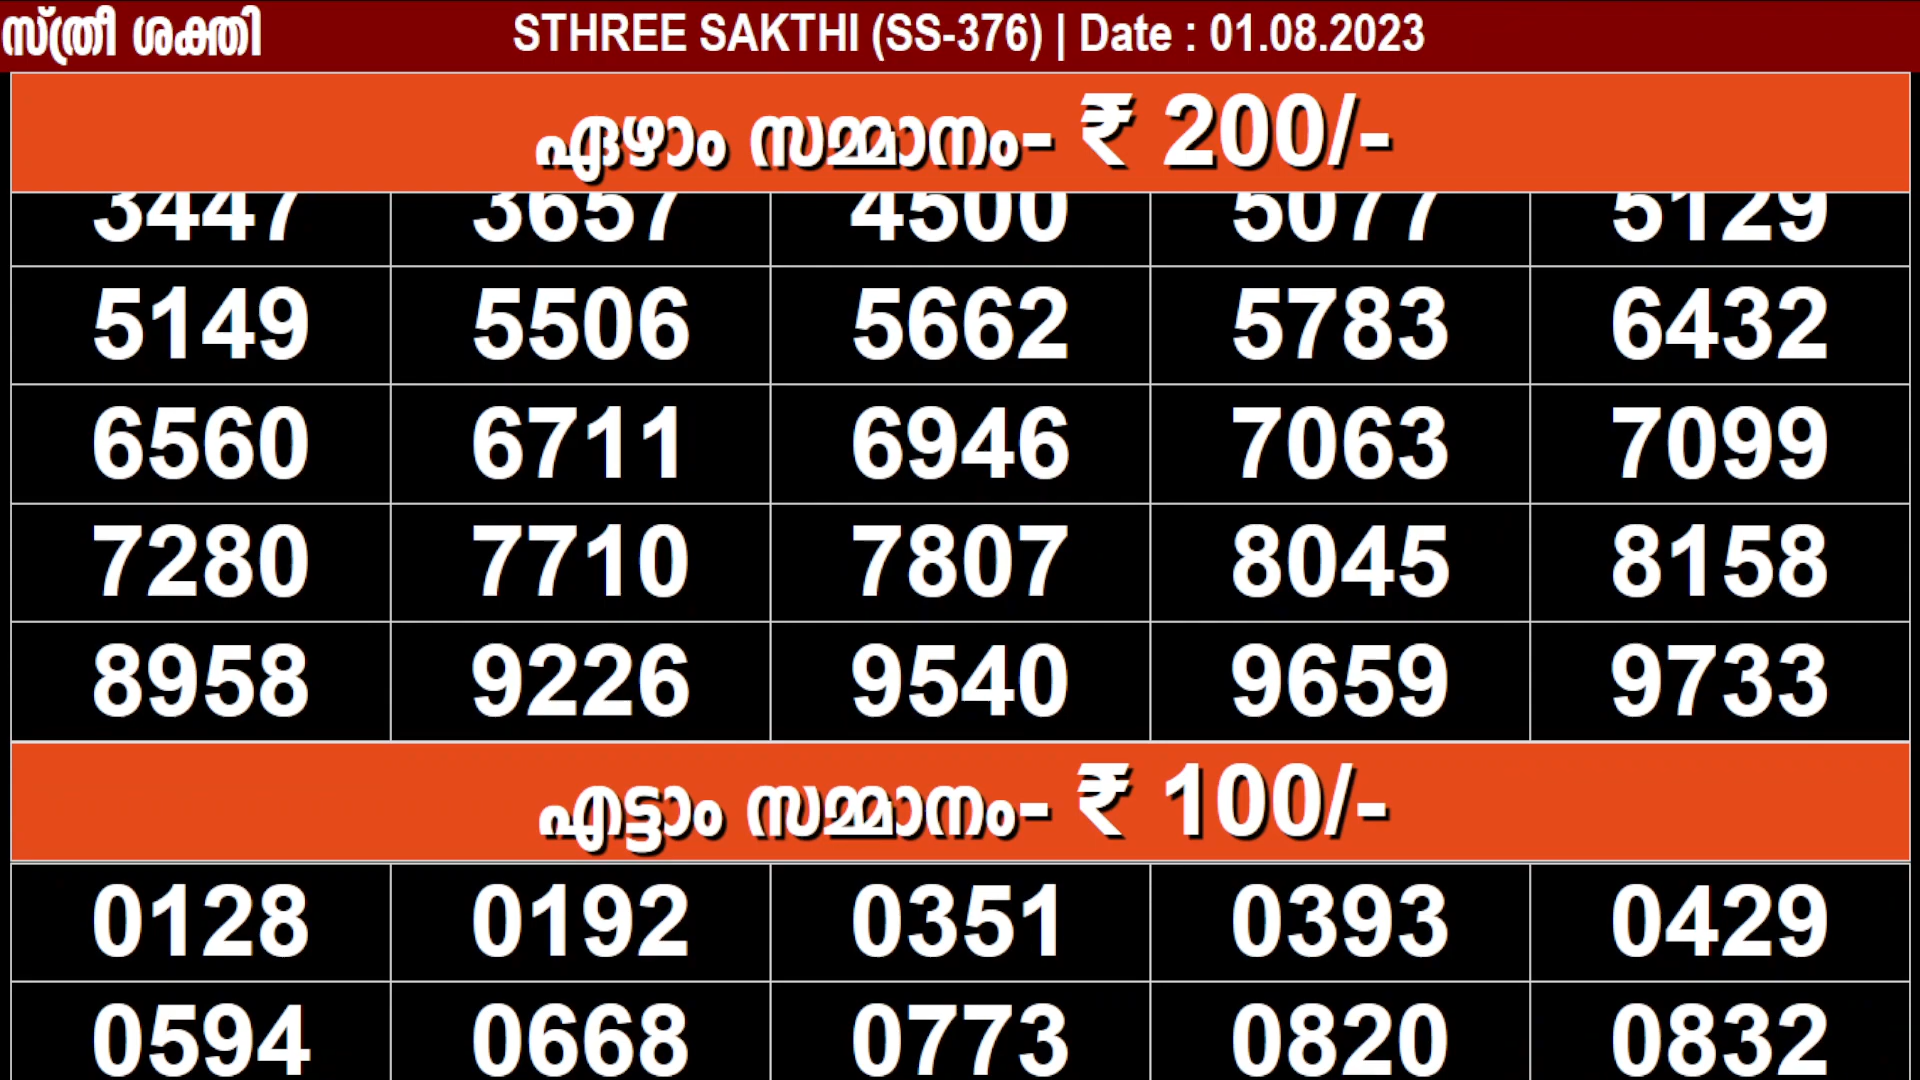 സ്ത്രീ ശക്തി STHREE SAKTHI (SS-376) | Date : 01.08.2023
ഏഴാം സമ്മാനം- ₹ 200/-
3447 3657 4500 5077 5129
5149 5506 5662 5783 6432
6560 6711 6946 7063 7099
7280 7710 7807 8045 8158
8958 9226 9540 9659 9733
എട്ടാം സമ്മാനം- ₹ 100/-
0128 0192 0351 0393 0429
0594 0668 0773 0820 0832